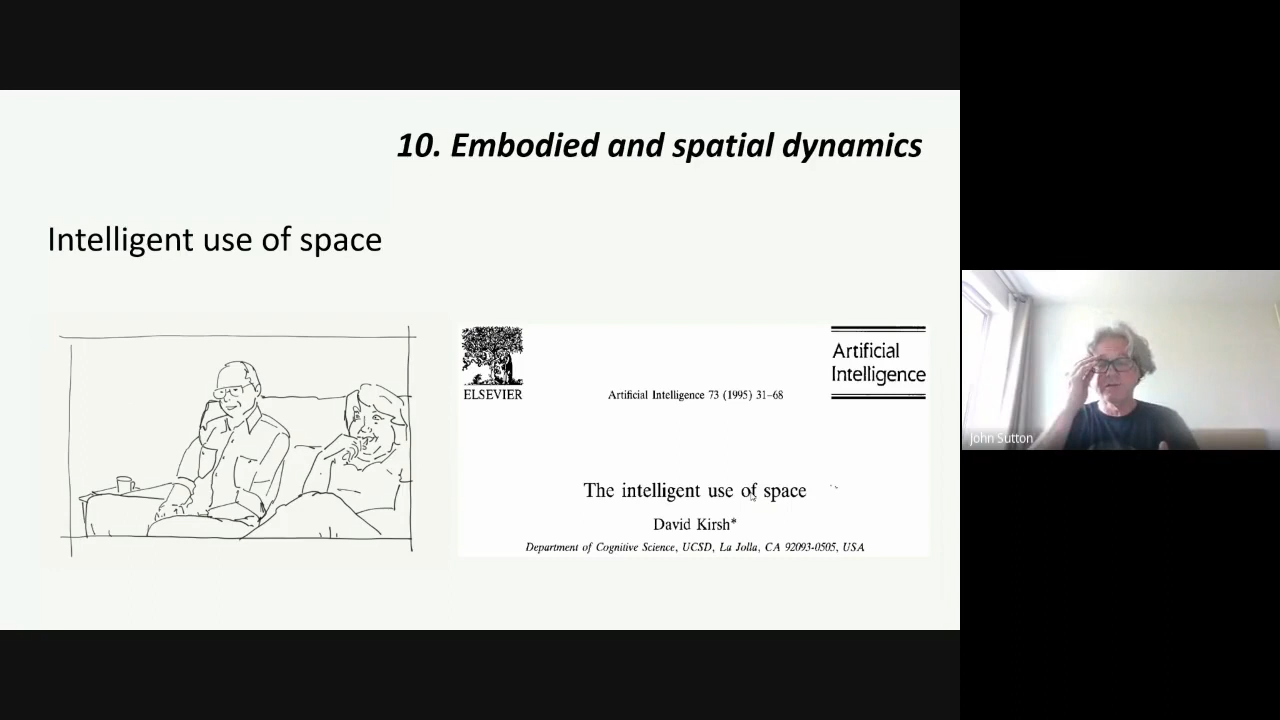 10. Embodied and spatial dynamics
Intelligent use of space
ELSEVIER
Artificial Intelligence 73 (1995) 31–68
Artificial
Intelligence
The intelligent use of space
David Kirsh*
Department of Cognitive Science, UCSD, La Jolla, CA 92093-0505, USA
John Sutton